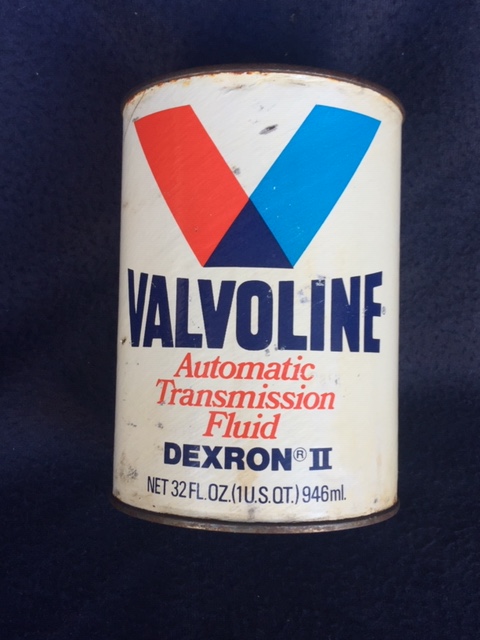 VALVOLINE
Automatic
Transmission
Fluid
DEXRON® II
NET 32 FL. OZ. (1 U.S. QT.) 946 ml.